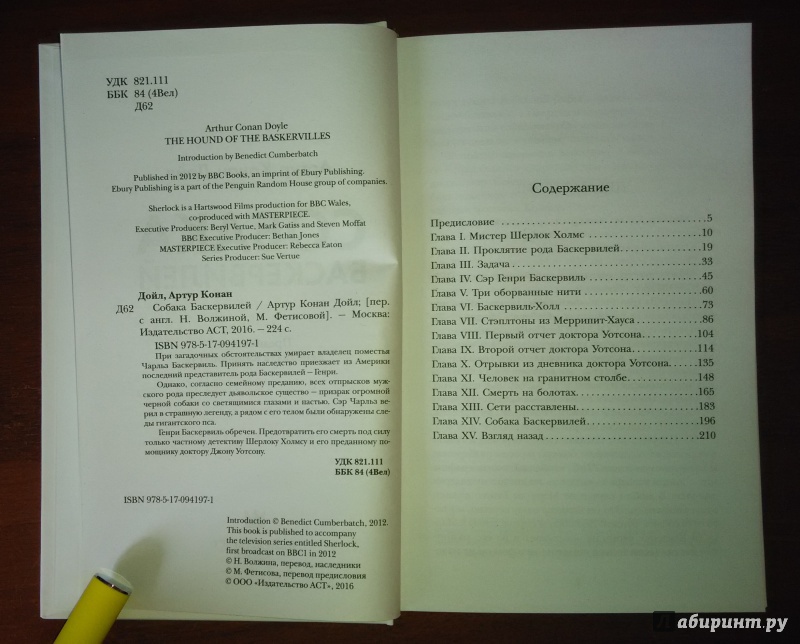 УДК 821.111
ББК 84 (4Вел)
Д62
Arthur Conan Doyle
THE HOUND OF THE BASKERVILLES
Introduction by Benedict Cumberbatch
Published in 2012 by BBC Books, an imprint of Ebury Publishing.
Ebury Publishing is a part of the Penguin Random House group of companies.
Sherlock is a Hartswood Films production for BBC Wales,
co-produced with MASTERPIECE.
Executive Producers: Beryl Vertue, Mark Gatiss and Steven Moffat
BBC Executive Producer: Bethan Jones
MASTERPIECE Executive Producer: Rebecca Eaton
Series Producer: Sue Vertue
Дойл, Артур Конан
Д62 Собака Баскервилей / Артур Конан Дойл; [пер.
с англ. Н. Волжиной, М. Фетисовой]. — Москва:
Издательство АСТ, 2016. — 224 с.
ISBN 978-5-17-094197-1
При загадочных обстоятельствах умирает владелец поместья
Чарльз Баскервиль. Принять наследство приезжает из Америки
последний представитель рода Баскервилей — Генри.
Однако, согласно семейному преданию, всех отпрысков муж-
ского рода преследует дьявольское существо — призрак огромной
черной собаки со светящимися глазами и пастью. Сэр Чарльз ве-
рил в страшную легенду, а рядом с его телом были обнаружены сле-
ды гигантского пса.
Генри Баскервиль обречен. Предотвратить его смерть под силу
только частному детективу Шерлоку Холмсу и его преданному по-
мощнику доктору Джону Уотсону.
УДК 821.111
ББК 84 (4Вел)
ISBN 978-5-17-094197-1
Introduction © Benedict Cumberbatch, 2012.
This book is published to accompany
the television series entitled Sherlock,
first broadcast on BBC1 in 2012
© Н. Волжина, перевод, наследники
© М. Фетисова, перевод предисловия
© ООО «Издательство АСТ», 2016
Содержание
Предисловие ..... 5
Глава I. Мистер Шерлок Холмс ..... 10
Глава II. Проклятие рода Баскервилей ..... 19
Глава III. Задача ..... 33
Глава IV. Сэр Генри Баскервиль ..... 45
Глава V. Три оборванные нити ..... 60
Глава VI. Баскервиль-Холл ..... 73
Глава VII. Стэплтоны из Меррипит-Хауса ..... 86
Глава VIII. Первый отчет доктора Уотсона ..... 104
Глава IX. Второй отчет доктора Уотсона ..... 114
Глава X. Отрывки из дневника доктора Уотсона ..... 135
Глава XI. Человек на гранитном столбе ..... 148
Глава XII. Смерть на болотах ..... 165
Глава XIII. Сети расставлены ..... 183
Глава XIV. Собака Баскервилей ..... 196
Глава XV. Взгляд назад ..... 210
Лабиринт.ру